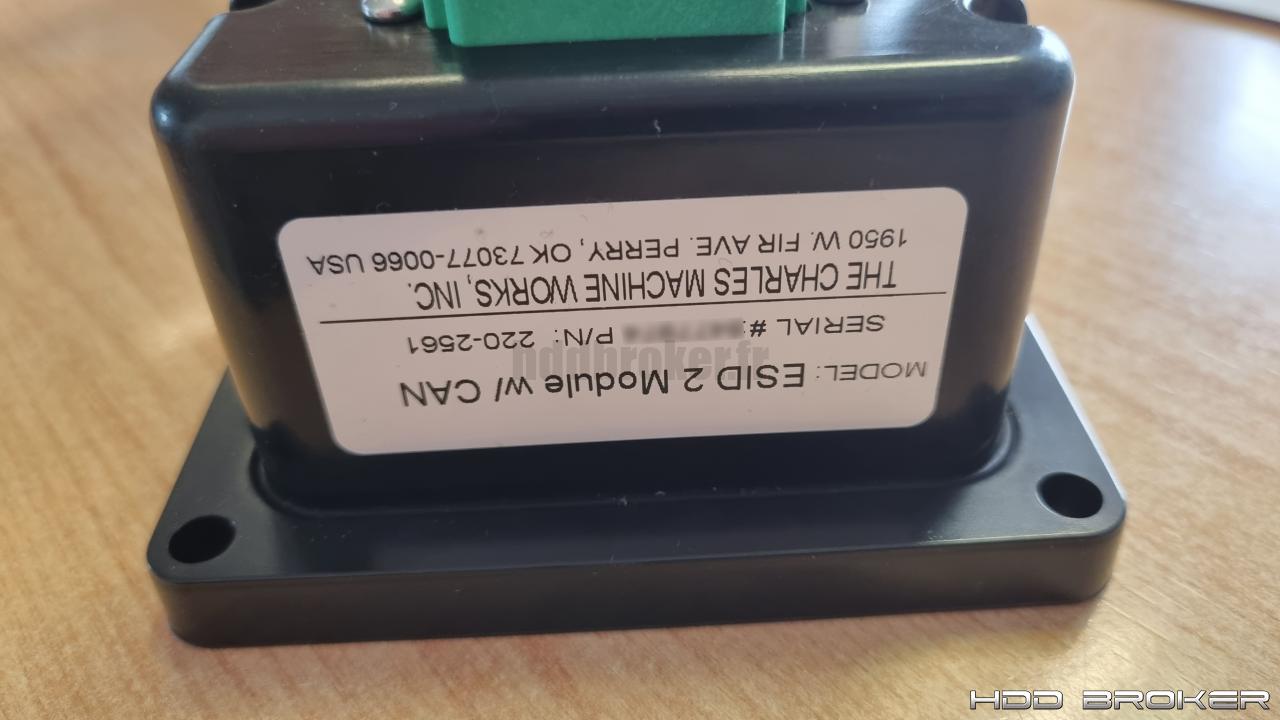 MODEL: ESID 2 Module w/ CAN
SERIAL #: P/N: 220-2561
THE CHARLES MACHINE WORKS, INC.
1950 W. FIR AVE. PERRY, OK 73077-0066 USA
hddbroker.fr
HDD BROKER